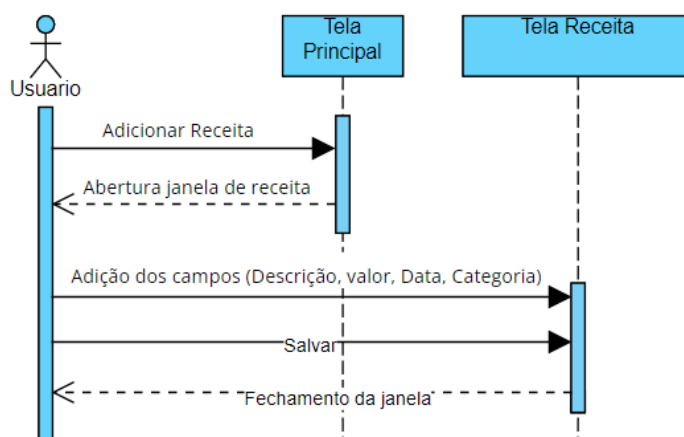 Tela
Principal
Tela Receita
Usuario
Adicionar Receita
Abertura janela de receita
Adição dos campos (Descrição, valor, Data, Categoria)
Salvar
Fechamento da janela